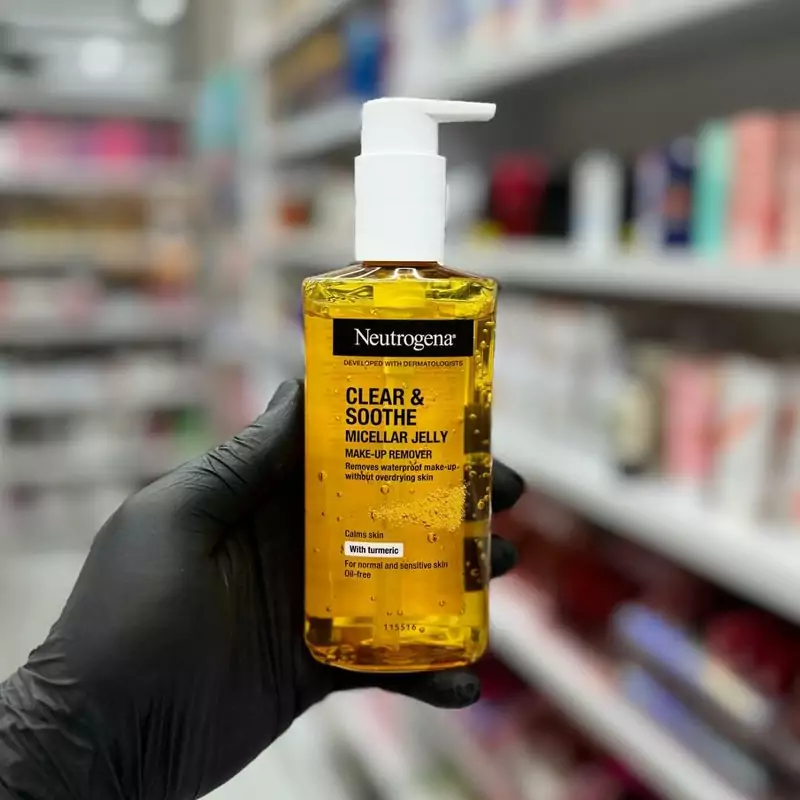 Neutrogena®
DEVELOPED WITH DERMATOLOGISTS
CLEAR &
SOOTHE
MICELLAR JELLY
MAKE-UP REMOVER
Removes waterproof make-up
without overdrying skin
Calms skin
With turmeric
For normal and sensitive skin
Oil-free
115516